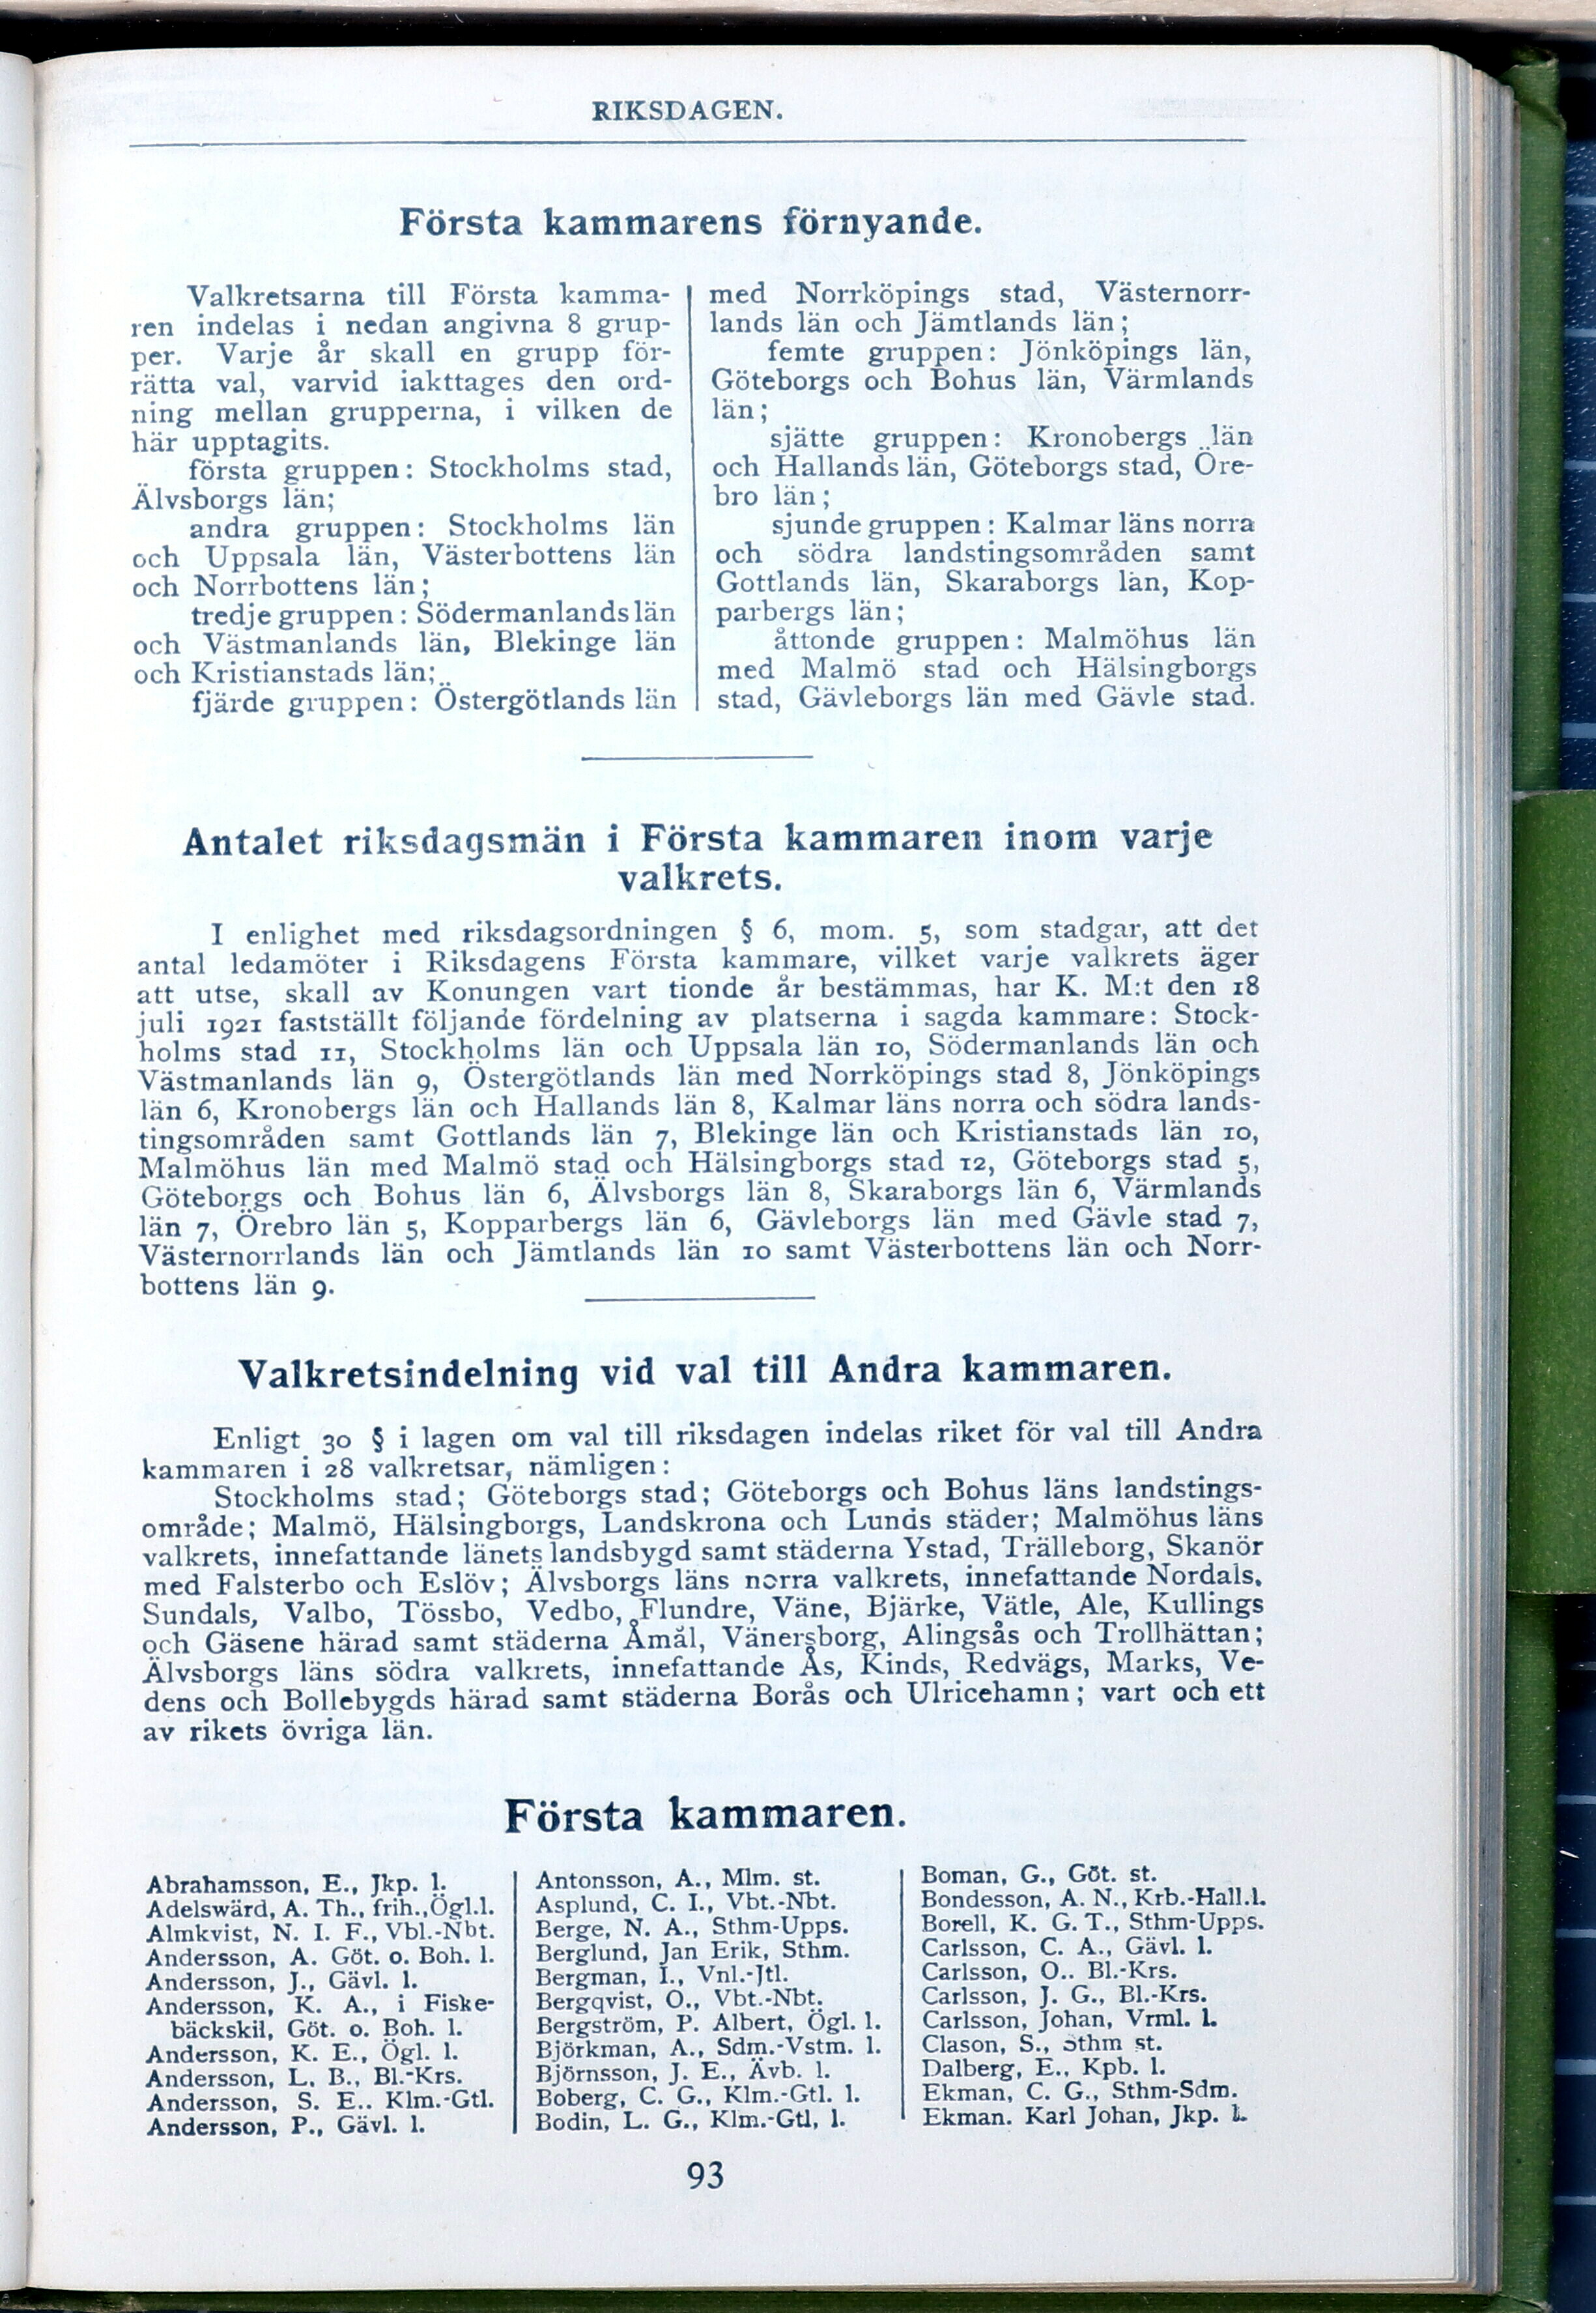 RIKSDAGEN.
Första kammarens förnyande.
Valkretsarna till Första kamma-
ren indelas i nedan angivna 8 grup-
per. Varje år skall en grupp för-
rätta val, varvid iakttages den ord-
ning mellan grupperna, i vilken de
här upptagits.
första gruppen: Stockholms stad,
Älvsborgs län;
andra gruppen: Stockholms län
och Uppsala län, Västerbottens län
och Norrbottens län;
tredje gruppen: Södermanlands län
och Västmanlands län, Blekinge län
och Kristianstads län;
fjärde gruppen: Östergötlands län
med Norrköpings stad, Västernorr-
lands län och Jämtlands län;
femte gruppen: Jönköpings län,
Göteborgs och Bohus län, Värmlands
län;
sjätte gruppen: Kronobergs län
och Hallands län, Göteborgs stad, Öre-
bro län;
sjunde gruppen: Kalmar läns norra
och södra landstingsområden samt
Gottlands län, Skaraborgs län, Kop-
parbergs län;
åttonde gruppen: Malmöhus län
med Malmö stad och Hälsingborgs
stad, Gävleborgs län med Gävle stad.
Antalet riksdagsmän i Första kammaren inom varje
valkrets.
I enlighet med riksdagsordningen § 6, mom. 5, som stadgar, att det
antal ledamöter i Riksdagens Första kammare, vilket varje valkrets äger
att utse, skall av Konungen vart tionde år bestämmas, har K. M:t den 18
juli 1921 fastställt följande fördelning av platserna i sagda kammare: Stock-
holms stad 11, Stockholms län och Uppsala län 10, Södermanlands län och
Västmanlands län 9, Östergötlands län med Norrköpings stad 8, Jönköpings
län 6, Kronobergs län och Hallands län 8, Kalmar läns norra och södra lands-
tingsområden samt Gottlands län 7, Blekinge län och Kristianstads län 10,
Malmöhus län med Malmö stad och Hälsingborgs stad 12, Göteborgs stad 5,
Göteborgs och Bohus län 6, Älvsborgs län 8, Skaraborgs län 6, Värmlands
län 7, Örebro län 5, Kopparbergs län 6, Gävleborgs län med Gävle stad 7,
Västernorrlands län och Jämtlands län 10 samt Västerbottens län och Norr-
bottens län 9.
Valkretsindelning vid val till Andra kammaren.
Enligt 30 § i lagen om val till riksdagen indelas riket för val till Andra
kammaren i 28 valkretsar, nämligen:
Stockholms stad; Göteborgs stad; Göteborgs och Bohus läns landstings-
område; Malmö, Hälsingborgs, Landskrona och Lunds städer; Malmöhus läns
valkrets, innefattande länets landsbygd samt städerna Ystad, Trälleborg, Skanör
med Falsterbo och Eslöv; Älvsborgs läns norra valkrets, innefattande Nordals,
Sundals, Valbo, Tössbo, Vedbo, Flundre, Väne, Bjärke, Vätle, Ale, Kullings
och Gäsene härad samt städerna Åmål, Vänersborg, Alingsås och Trollhättan;
Älvsborgs läns södra valkrets, innefattande Ås, Kinds, Redvägs, Marks, Ve-
dens och Bollebygds härad samt städerna Borås och Ulricehamn; vart och ett
av rikets övriga län.
Första kammaren.
Abrahamsson, E., Jkp. l.
Adelswärd, A. Th., frih., Ögl. l.
Almkvist, N. I. F., Vbl.-Nbt.
Andersson, A. Göt. o. Boh. l.
Andersson, J., Gävl. l.
Andersson, K. A., i Fiske-
bäckskil, Göt. o. Boh. l.
Andersson, K. E., Ögl. l.
Andersson, L. B., Bl.-Krs.
Andersson, S. E.. Klm.-Gtl.
Andersson, P., Gävl. l.
Antonsson, A., Mlm. st.
Asplund, C. I., Vbt.-Nbt.
Berge, N. A., Sthm-Upps.
Berglund, Jan Erik, Sthm.
Bergman, I., Vnl.-Jtl.
Bergqvist, O., Vbt.-Nbt.
Bergström, P. Albert, Ögl. l.
Björkman, A., Sdm.-Vstm. l.
Björnsson, J. E., Ävb. l.
Boberg, C. G., Klm.-Gtl. l.
Bodin, L. G., Klm.-Gtl, l.
Boman, G., Göt. st.
Bondesson, A. N., Krb.-Hall. l.
Borell, K. G. T., Sthm-Upps.
Carlsson, C. A., Gävl. l.
Carlsson, O.. Bl.-Krs.
Carlsson, J. G., Bl.-Krs.
Carlsson, Johan, Vrml. l.
Clason, S., Sthm st.
Dalberg, E., Kpb. l.
Ekman, C. G., Sthm-Sdm.
Ekman. Karl Johan, Jkp. l.
93